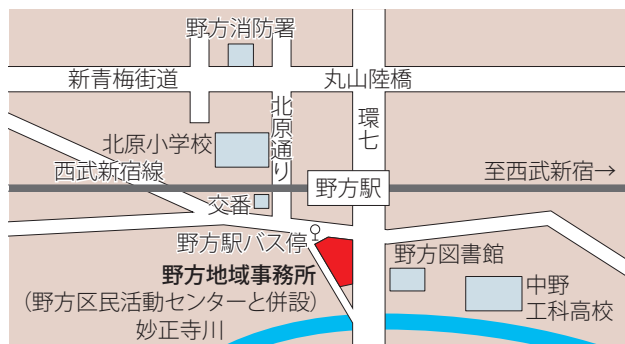 野方消防署
新青梅街道
丸山陸橋
北原通り
環七
北原小学校
西武新宿線
野方駅
至西武新宿→
交番
野方駅バス停
野方図書館
野方地域事務所
(野方区民活動センターと併設)
中野
工科高校
妙正寺川